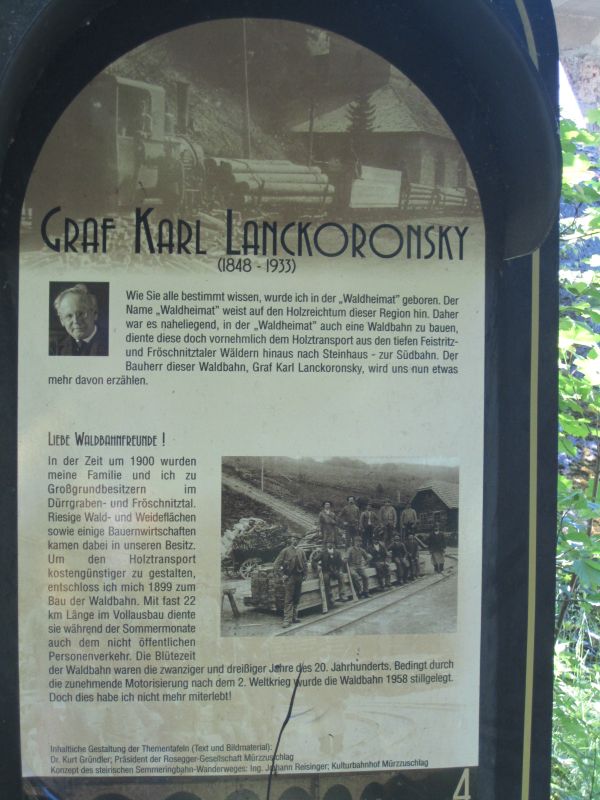 GRAF KARL LANCKORONSKY
(1848 - 1933)
Wie Sie alle bestimmt wissen, wurde ich in der „Waldheimat" geboren. Der
Name „Waldheimat" weist auf den Holzreichtum dieser Region hin. Daher
war es naheliegend, in der „Waldheimat" auch eine Waldbahn zu bauen,
diente diese doch vornehmlich dem Holztransport aus den tiefen Feistritz-
und Fröschnitztaler Wäldern hinaus nach Steinhaus - zur Südbahn. Der
Bauherr dieser Waldbahn, Graf Karl Lanckoronsky, wird uns nun etwas
mehr davon erzählen.
LIEBE WALDBAHNFREUNDE !
In der Zeit um 1900 wurden
meine Familie und ich zu
Großgrundbesitzern im
Dürrgraben- und Fröschnitztal.
Riesige Wald- und Weideflächen
sowie einige Bauernwirtschaften
kamen dabei in unseren Besitz.
Um den Holztransport
kostengünstiger zu gestalten,
entschloss ich mich 1899 zum
Bau der Waldbahn. Mit fast 22
km Länge im Vollausbau diente
sie während der Sommermonate
auch dem nicht öffentlichen
Personenverkehr. Die Blütezeit
der Waldbahn waren die zwanziger und dreißiger Jahre des 20. Jahrhunderts. Bedingt durch
die zunehmende Motorisierung nach dem 2. Weltkrieg wurde die Waldbahn 1958 stillgelegt.
Doch dies habe ich nicht mehr miterlebt!
Inhaltliche Gestaltung der Thementafeln (Text und Bildmaterial):
Dr. Kurt Gründler; Präsident der Rosegger-Gesellschaft Mürzzuschlag
Konzept des steirischen Semmeringbahn-Wanderweges: Ing. Johann Reisinger; Kulturbahnhof Mürzzuschlag
4